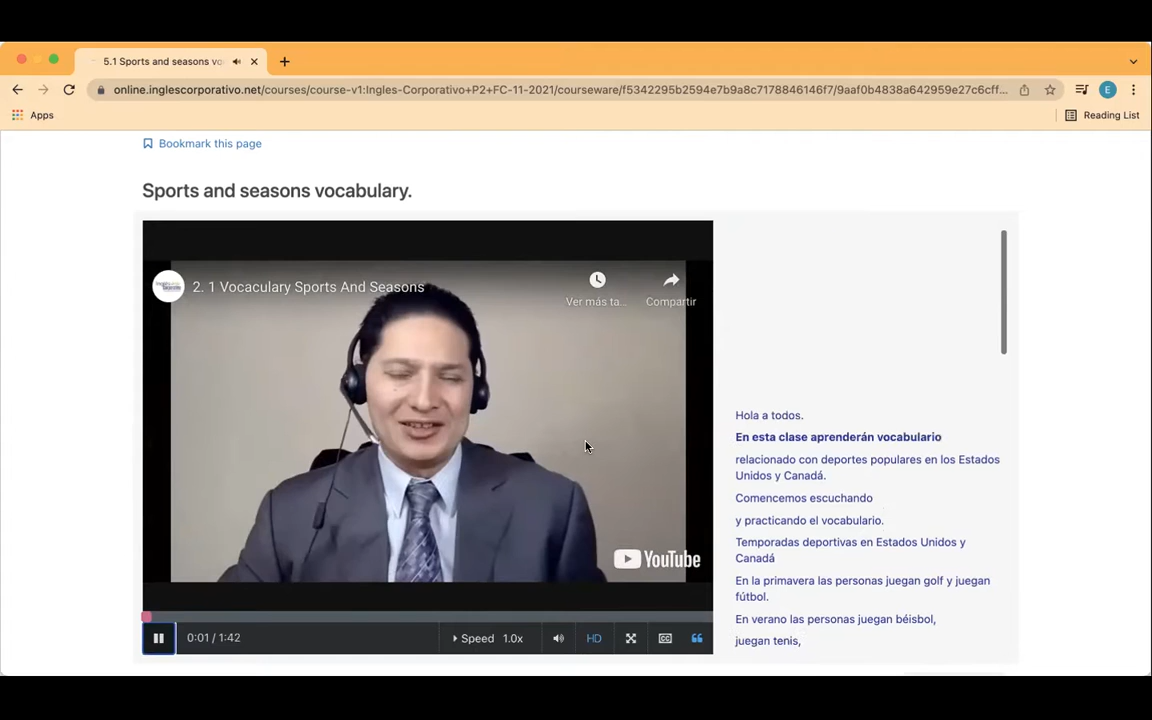 5.1 Sports and seasons vo
online.inglescorporativo.net/courses/course-v1:Ingles-Corporativo+P2+FC-11-2021/courseware/f5342295b2594e7b9a8c7178846146f7/9aaf0b4838a642959e27c6cff...
E
Apps
Reading List
Bookmark this page
Sports and seasons vocabulary.
2. 1 Vocaculary Sports And Seasons
Ver más ta...
Compartir
YouTube
0:01 / 1:42
Speed 1.0x
HD
CC
Hola a todos.
En esta clase aprenderán vocabulario
relacionado con deportes populares en los Estados
Unidos y Canadá.
Comencemos escuchando
y practicando el vocabulario.
Temporadas deportivas en Estados Unidos y
Canadá
En la primavera las personas juegan golf y juegan
fútbol.
En verano las personas juegan béisbol,
juegan tenis,